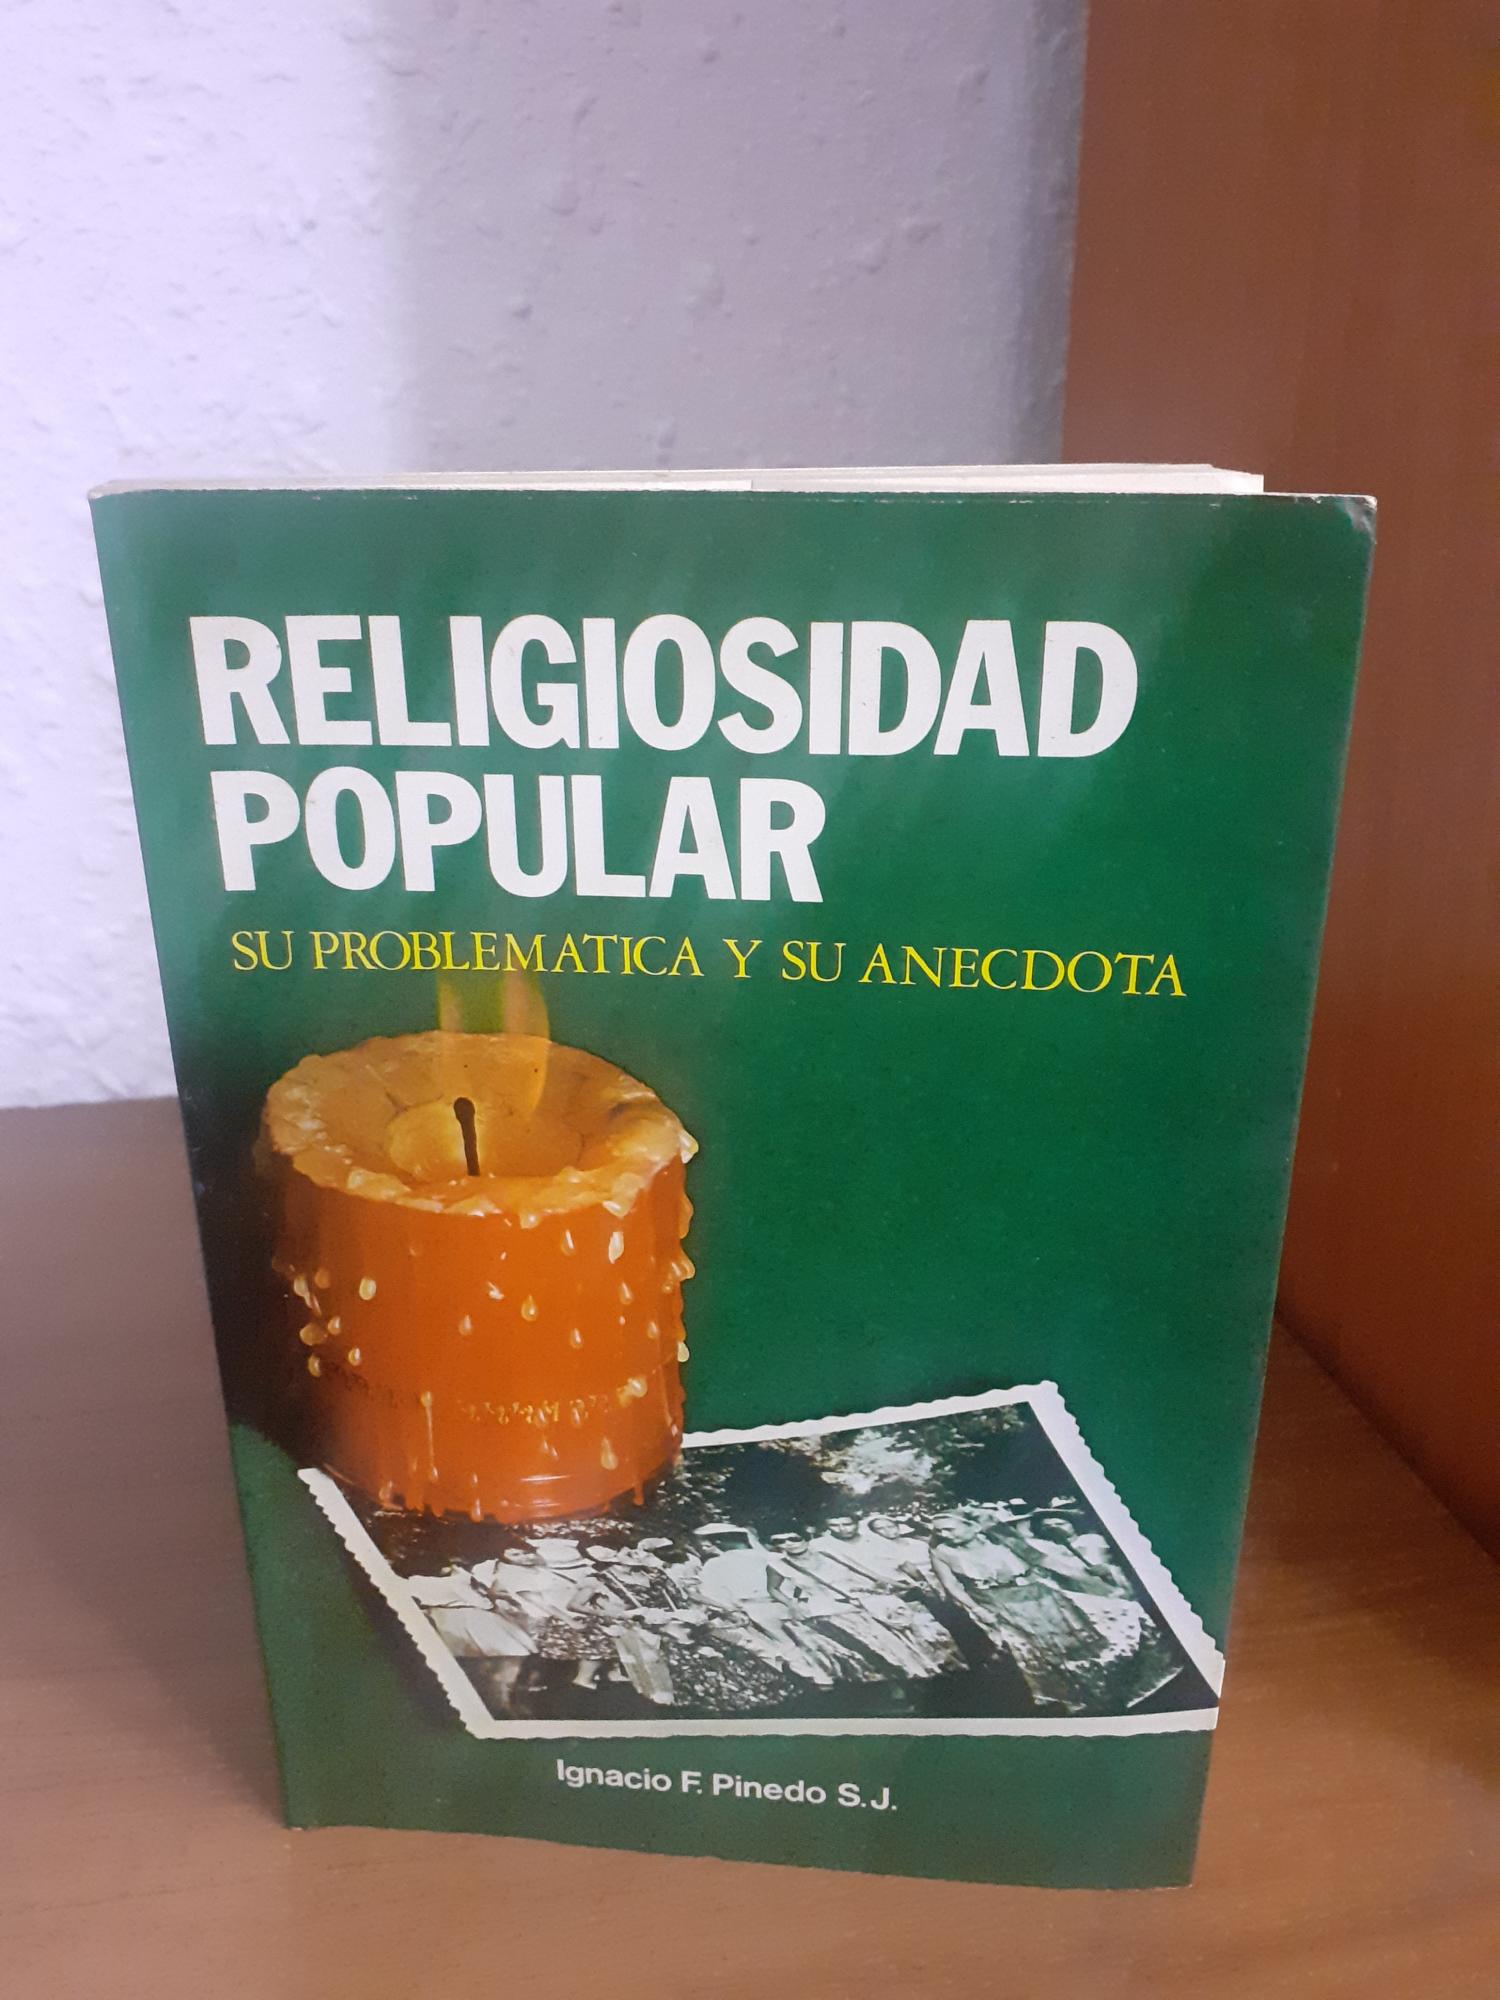 RELIGIOSIDAD
POPULAR
SU PROBLEMATICA Y SU ANECDOTA
Ignacio F. Pinedo S.J.